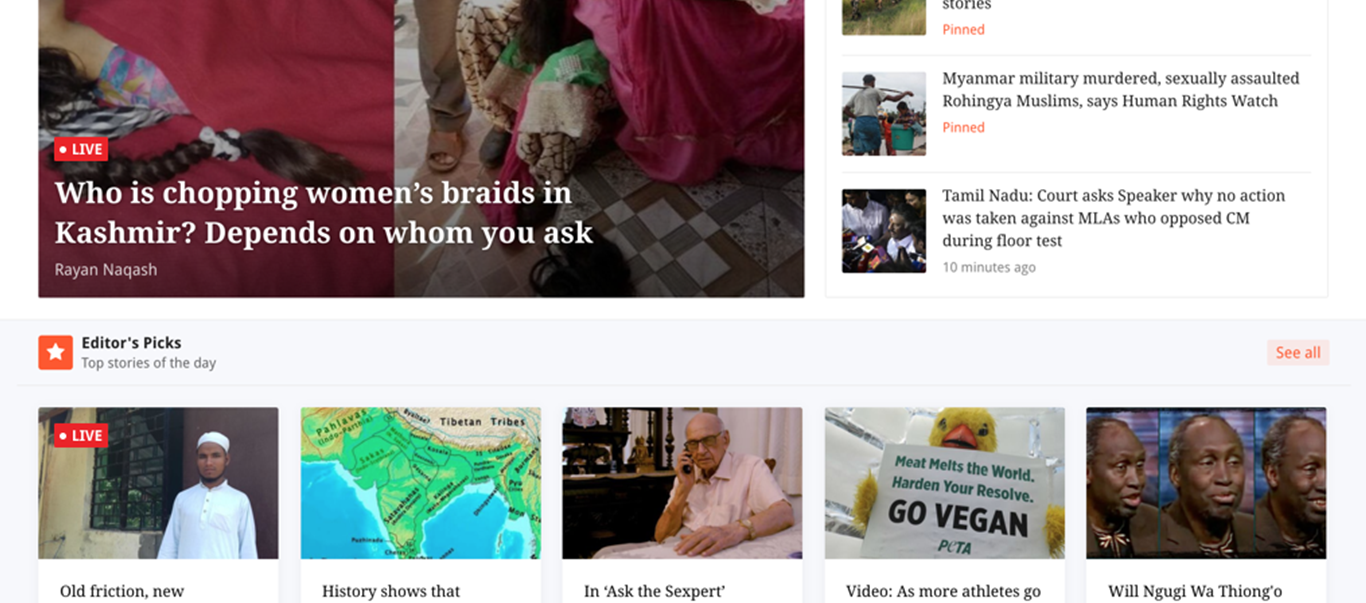 stories
Pinned
Myanmar military murdered, sexually assaulted
Rohingya Muslims, says Human Rights Watch
Pinned
Tamil Nadu: Court asks Speaker why no action
was taken against MLAs who opposed CM
during floor test
10 minutes ago
LIVE
Who is chopping women’s braids in
Kashmir? Depends on whom you ask
Rayan Naqash
Editor's Picks
Top stories of the day
See all
LIVE
Pahlavas
(Indo-Parthia)
Tibetan Tribes
Sakas
Satavahanas
Meat Melts the World.
Harden Your Resolve.
GO VEGAN
PETA
Old friction, new
History shows that
In ‘Ask the Sexpert’
Video: As more athletes go
Will Ngugi Wa Thiong'o